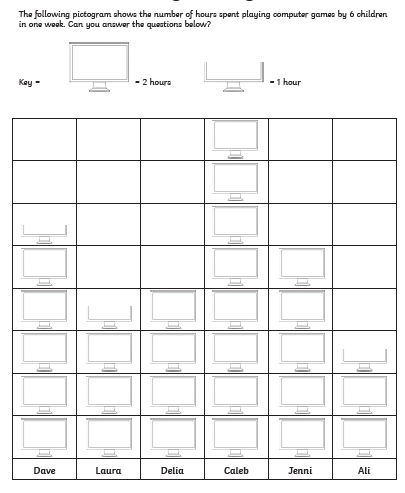 The following pictogram shows the number of hours spent playing computer games by 6 children
in one week. Can you answer the questions below?
Key = = 2 hours = 1 hour
Dave Laura Delia Caleb Jenni Ali